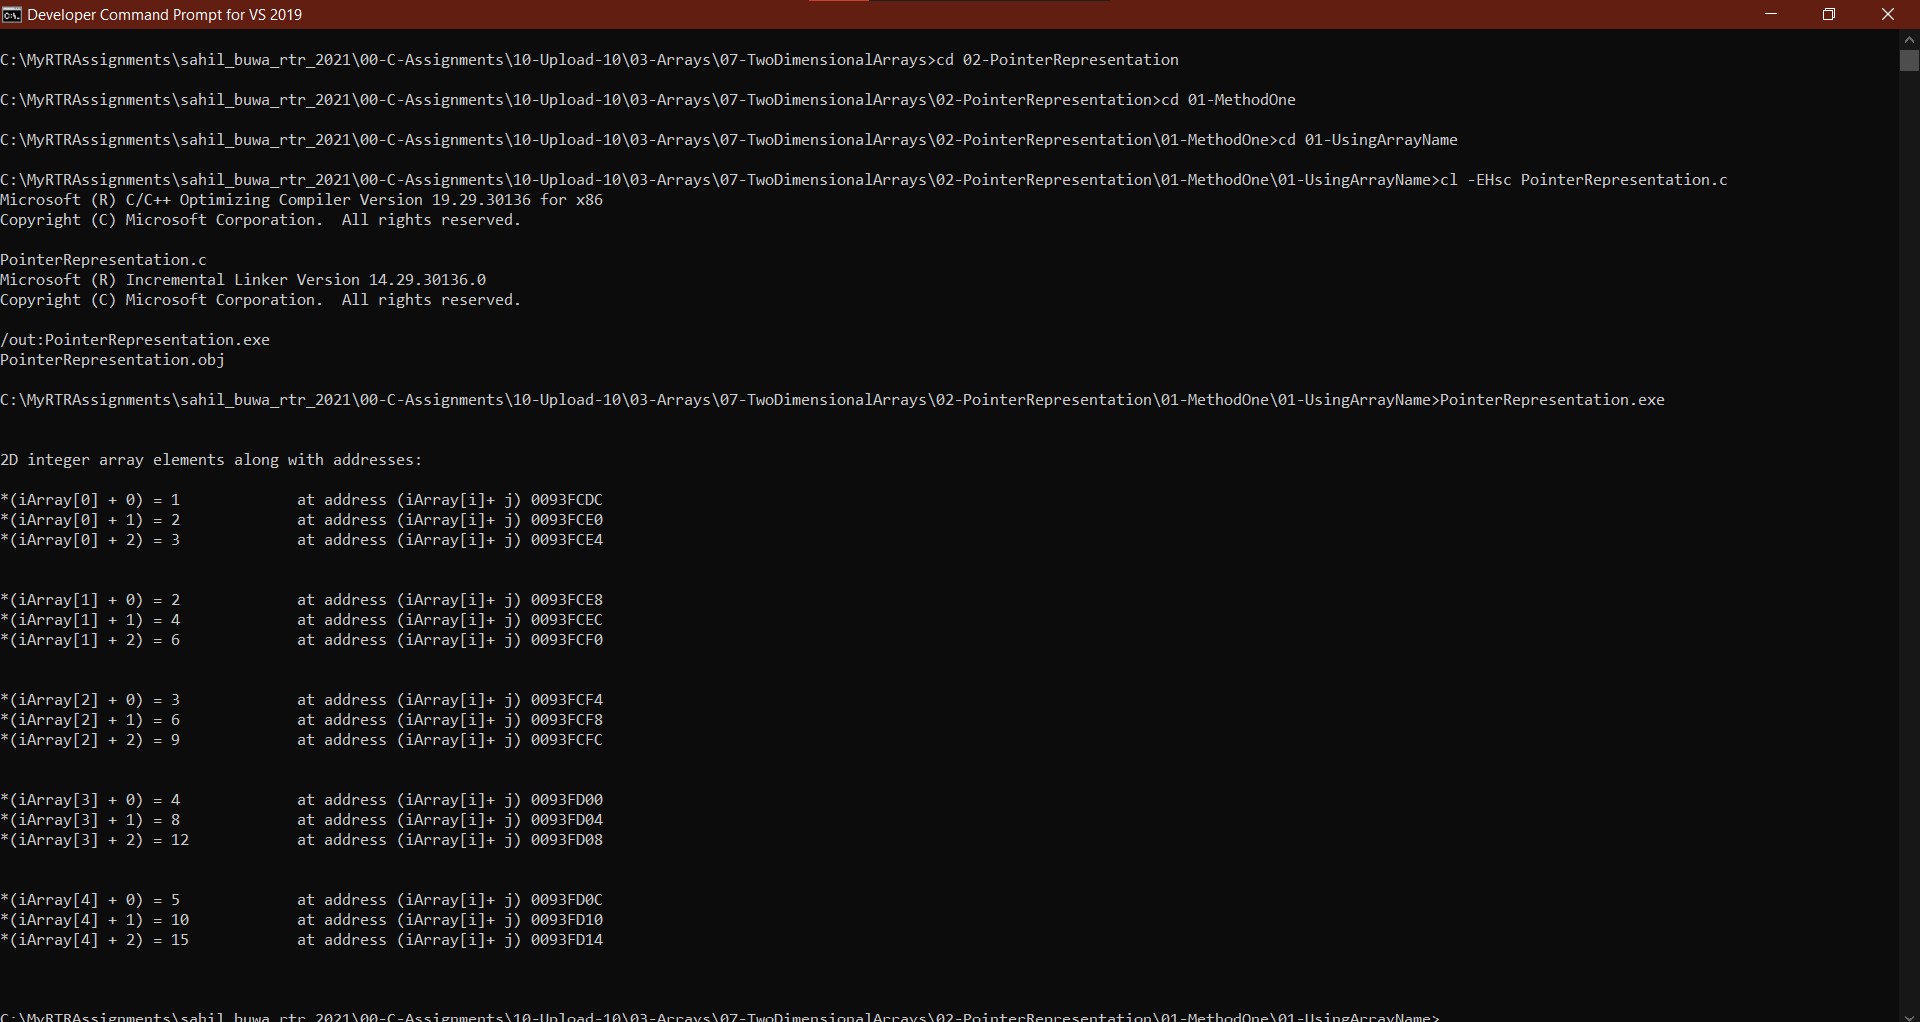 Developer Command Prompt for VS 2019
C:\MyRTRAssignments\sahil_buwa_rtr_2021\00-C-Assignments\10-Upload-10\03-Arrays\07-TwoDimensionalArrays>cd 02-PointerRepresentation
C:\MyRTRAssignments\sahil_buwa_rtr_2021\00-C-Assignments\10-Upload-10\03-Arrays\07-TwoDimensionalArrays\02-PointerRepresentation>cd 01-MethodOne
C:\MyRTRAssignments\sahil_buwa_rtr_2021\00-C-Assignments\10-Upload-10\03-Arrays\07-TwoDimensionalArrays\02-PointerRepresentation\01-MethodOne>cd 01-UsingArrayName
C:\MyRTRAssignments\sahil_buwa_rtr_2021\00-C-Assignments\10-Upload-10\03-Arrays\07-TwoDimensionalArrays\02-PointerRepresentation\01-MethodOne\01-UsingArrayName>cl -EHsc PointerRepresentation.c
Microsoft (R) C/C++ Optimizing Compiler Version 19.29.30136 for x86
Copyright (C) Microsoft Corporation.  All rights reserved.
PointerRepresentation.c
Microsoft (R) Incremental Linker Version 14.29.30136.0
Copyright (C) Microsoft Corporation.  All rights reserved.
/out:PointerRepresentation.exe
PointerRepresentation.obj
C:\MyRTRAssignments\sahil_buwa_rtr_2021\00-C-Assignments\10-Upload-10\03-Arrays\07-TwoDimensionalArrays\02-PointerRepresentation\01-MethodOne\01-UsingArrayName>PointerRepresentation.exe
2D integer array elements along with addresses:
*(iArray[0] + 0) = 1             at address (iArray[i]+ j) 0093FCDC
*(iArray[0] + 1) = 2             at address (iArray[i]+ j) 0093FCE0
*(iArray[0] + 2) = 3             at address (iArray[i]+ j) 0093FCE4
*(iArray[1] + 0) = 2             at address (iArray[i]+ j) 0093FCE8
*(iArray[1] + 1) = 4             at address (iArray[i]+ j) 0093FCEC
*(iArray[1] + 2) = 6             at address (iArray[i]+ j) 0093FCF0
*(iArray[2] + 0) = 3             at address (iArray[i]+ j) 0093FCF4
*(iArray[2] + 1) = 6             at address (iArray[i]+ j) 0093FCF8
*(iArray[2] + 2) = 9             at address (iArray[i]+ j) 0093FCFC
*(iArray[3] + 0) = 4             at address (iArray[i]+ j) 0093FD00
*(iArray[3] + 1) = 8             at address (iArray[i]+ j) 0093FD04
*(iArray[3] + 2) = 12            at address (iArray[i]+ j) 0093FD08
*(iArray[4] + 0) = 5             at address (iArray[i]+ j) 0093FD0C
*(iArray[4] + 1) = 10            at address (iArray[i]+ j) 0093FD10
*(iArray[4] + 2) = 15            at address (iArray[i]+ j) 0093FD14
C:\MyRTRAssignments\sahil_buwa_rtr_2021\00-C-Assignments\10-Upload-10\03-Arrays\07-TwoDimensionalArrays\02-PointerRepresentation\01-MethodOne\01-UsingArrayName>